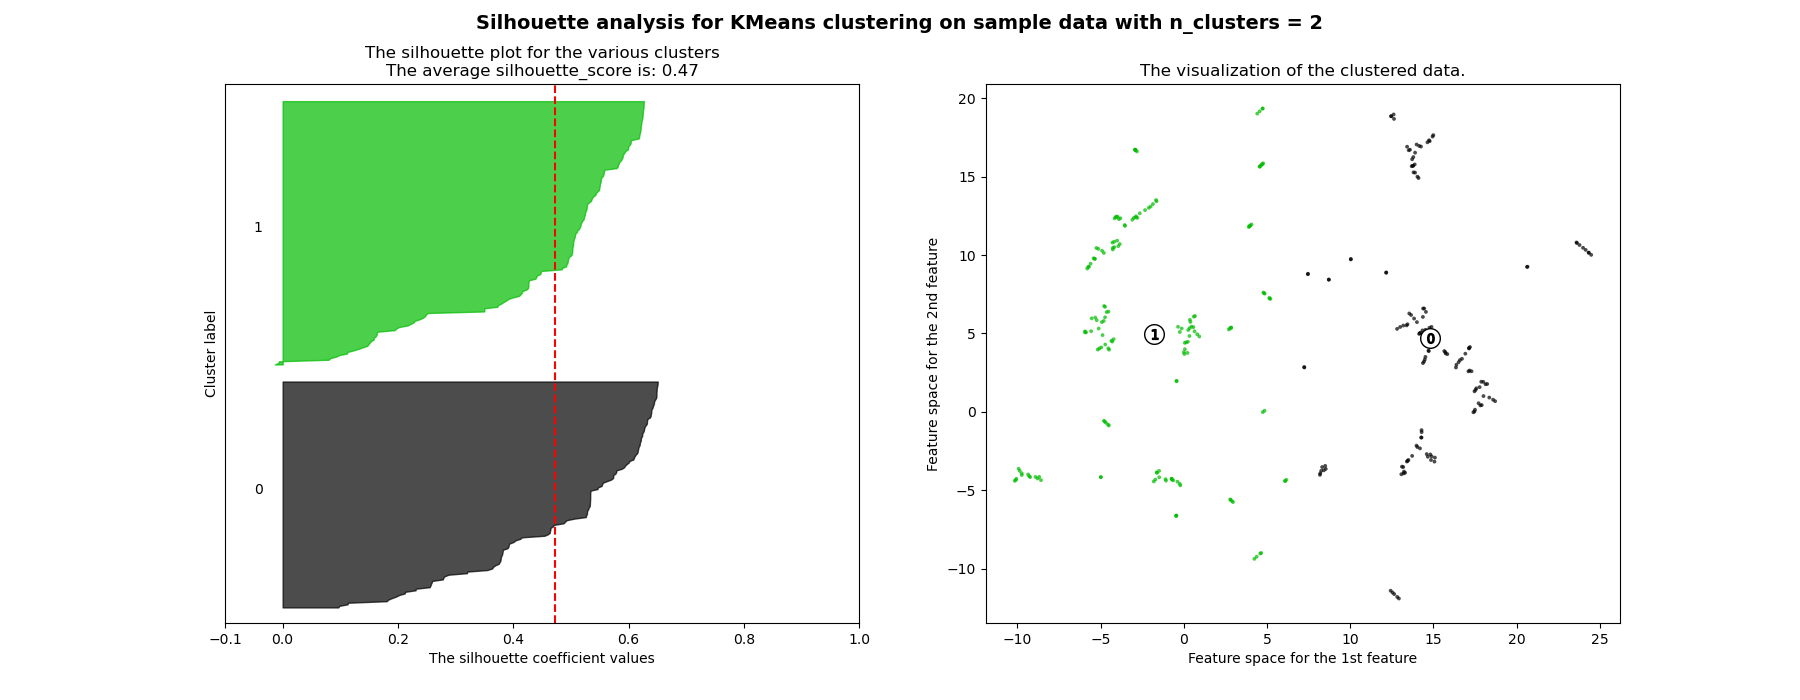 Silhouette analysis for KMeans clustering on sample data with n_clusters = 2
The silhouette plot for the various clusters
The average silhouette_score is: 0.47
Cluster label
1
0
−0.1 0.0 0.2 0.4 0.6 0.8 1.0
The silhouette coefficient values
The visualization of the clustered data.
Feature space for the 2nd feature
20
15
10
5
0
−5
−10
1
0
−10 −5 0 5 10 15 20 25
Feature space for the 1st feature